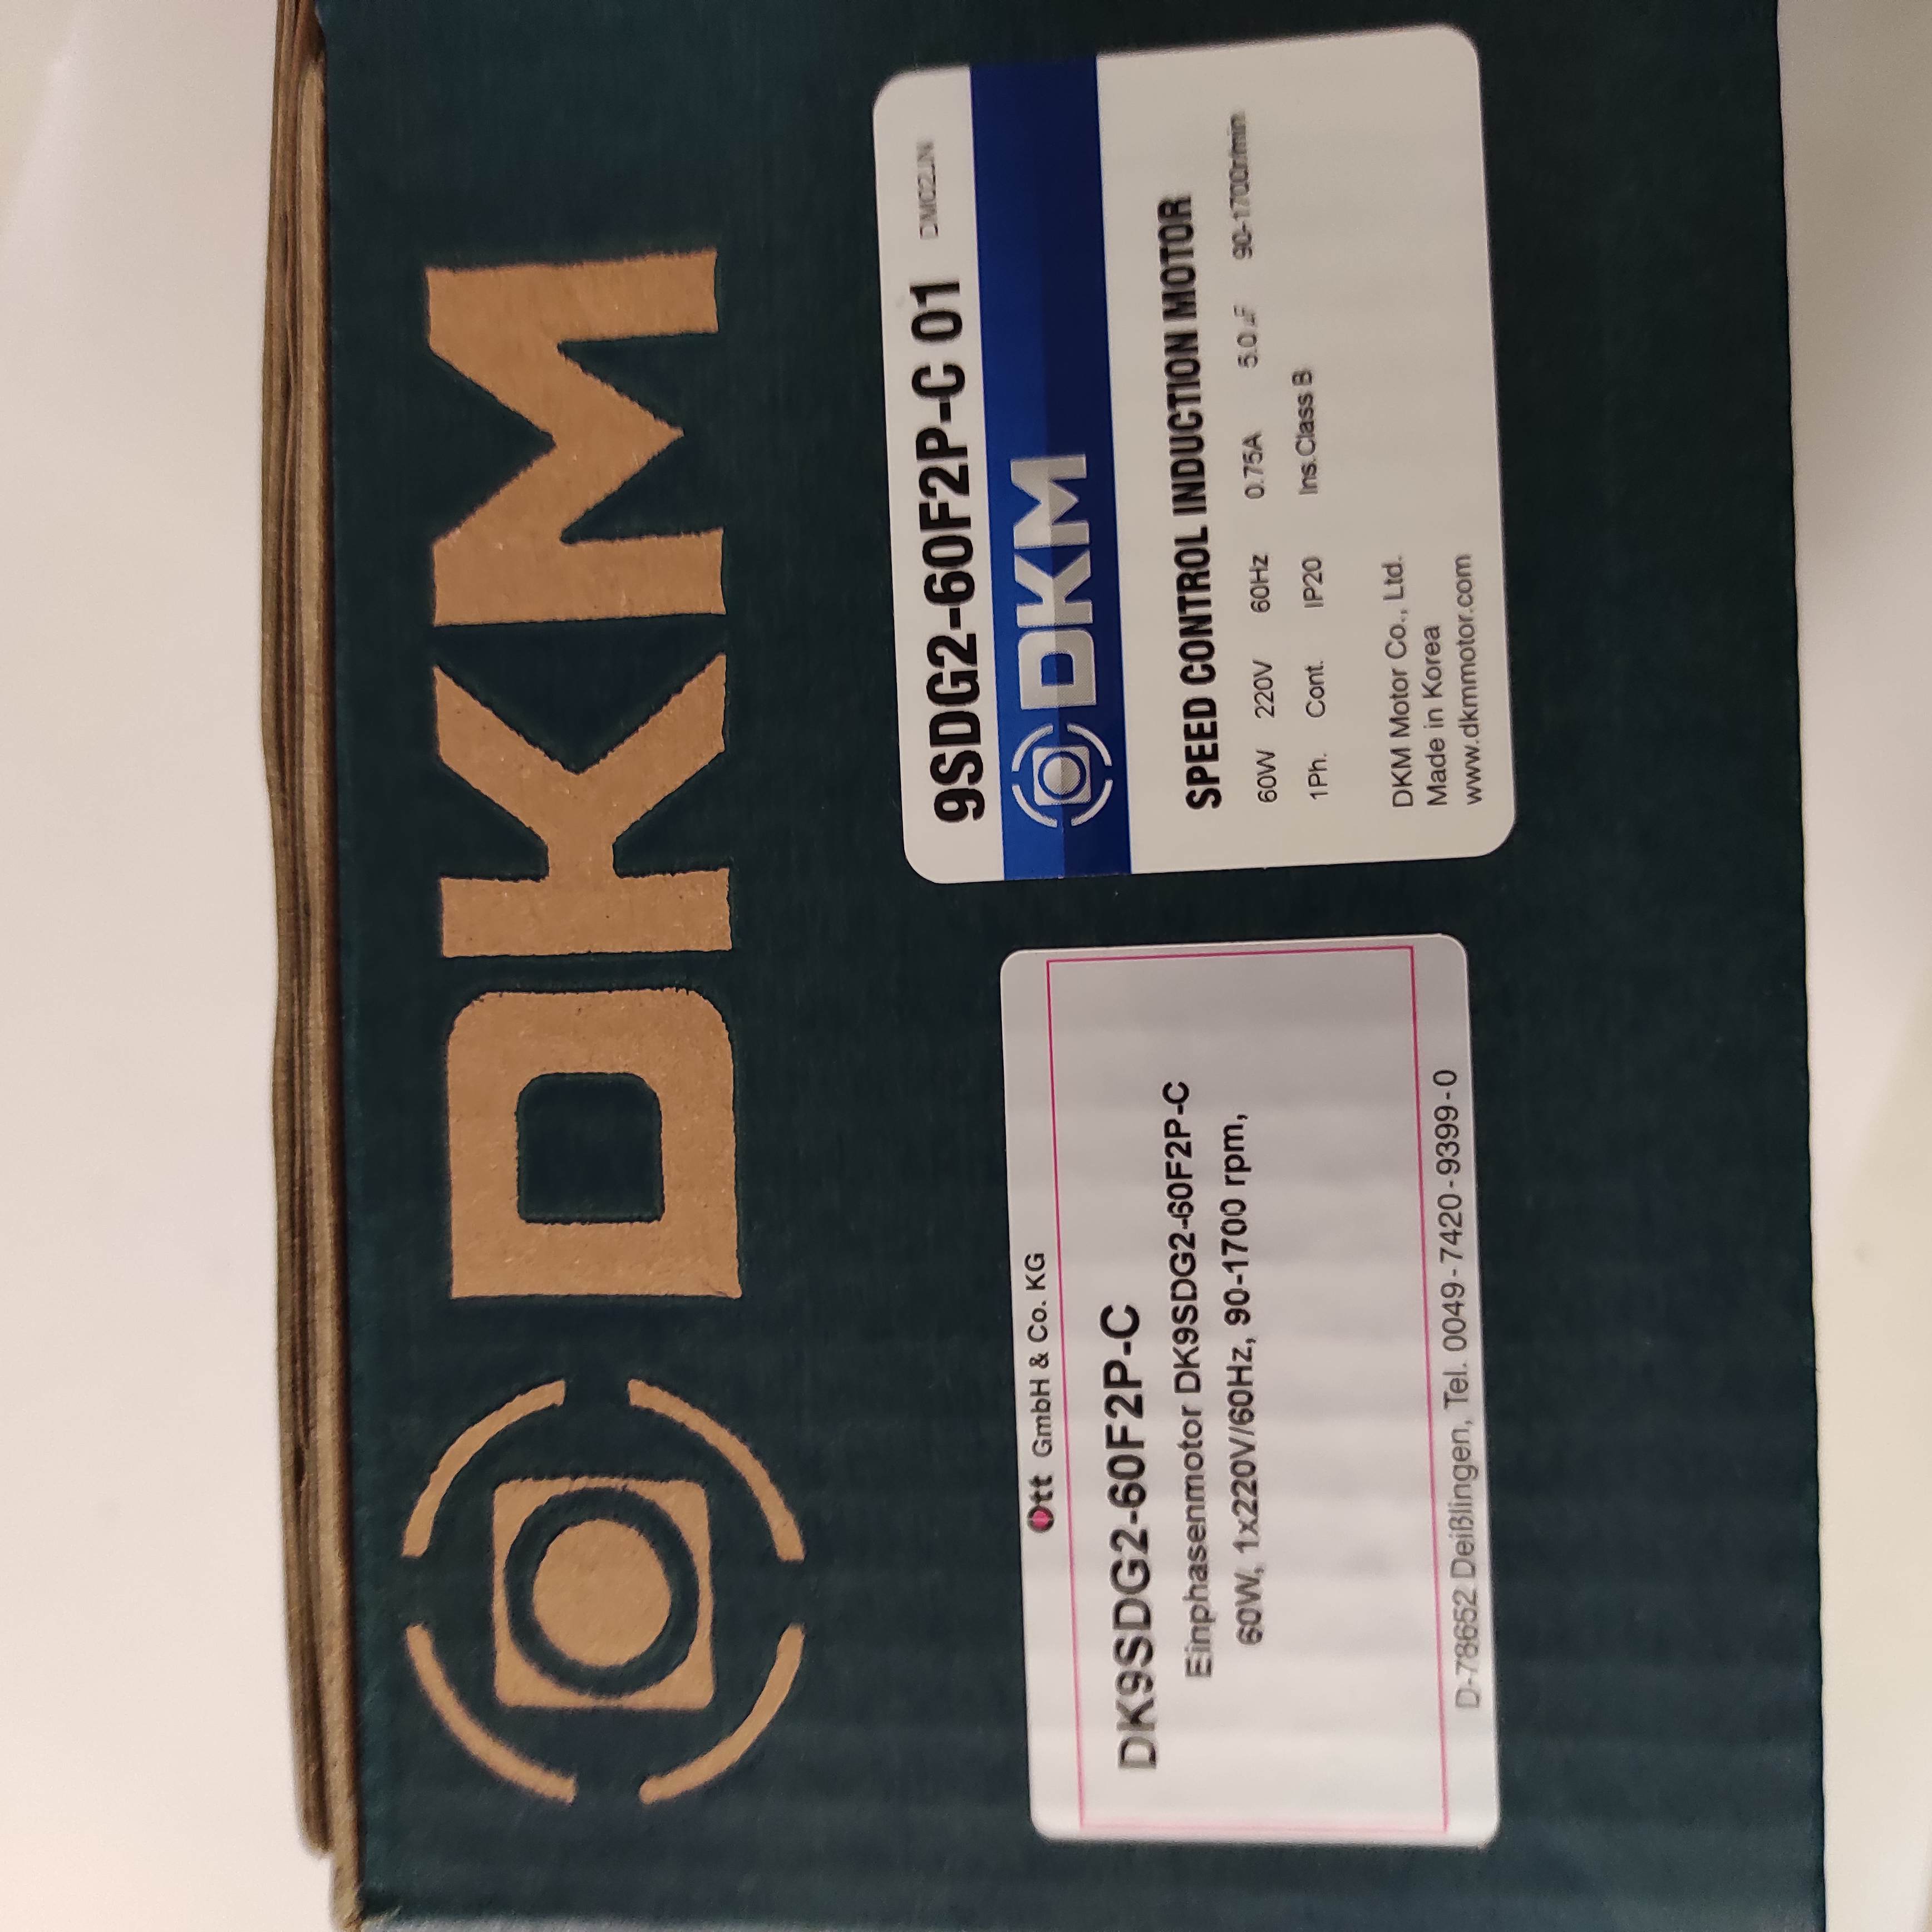 DKM
Ott GmbH & Co. KG
DK9SDG2-60F2P-C
Einphasenmotor DK9SDG2-60F2P-C
60W, 1x220V/60Hz, 90-1700 rpm,
D-78652 Deißlingen, Tel. 0049-7420-9399-0
9SDG2-60F2P-C 01
DKM
SPEED CONTROL INDUCTION MOTOR
60W 220V 60Hz 0.75A 5.0㎌ 90-1700r/min
1Ph. Cont. IP20 Ins.Class B
DKM Motor Co., Ltd.
Made in Korea
www.dkmmotor.com